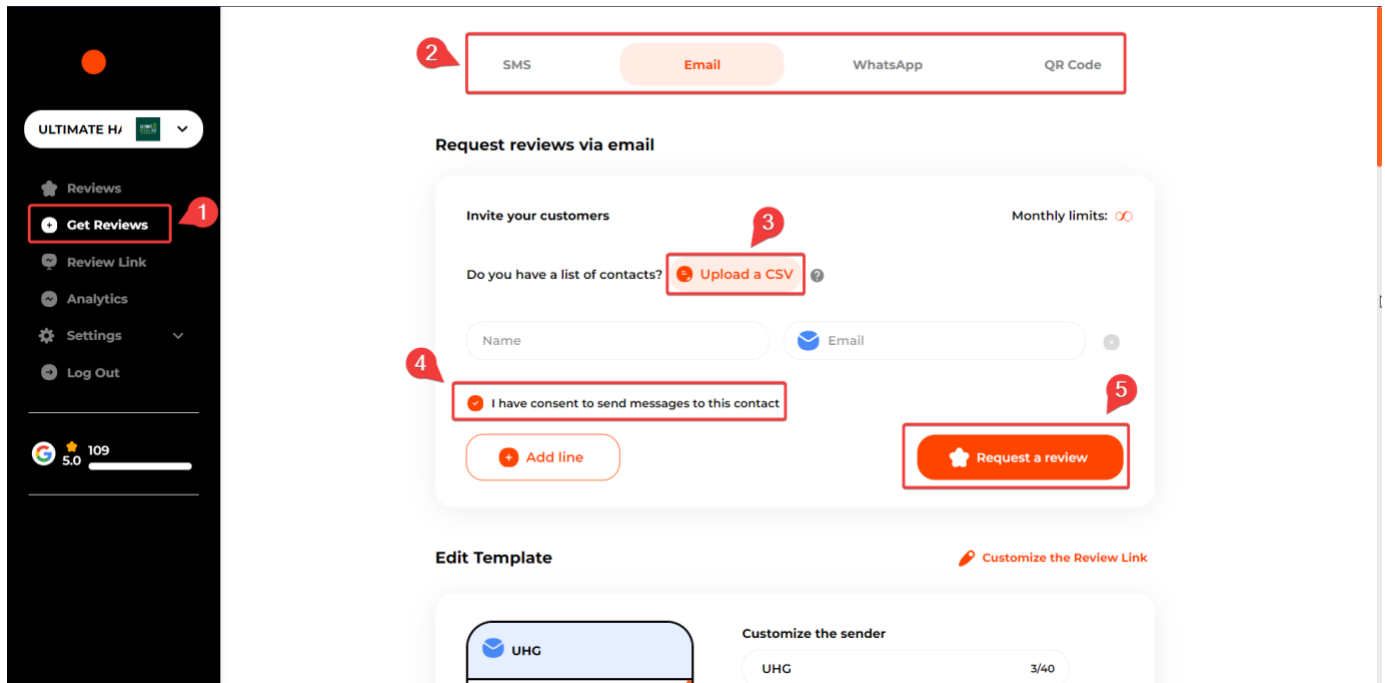 2
SMS
Email
WhatsApp
QR Code
ULTIMATE H
Request reviews via email
Reviews
1
Get Reviews
Invite your customers
3
Monthly limits: ∞
Review Link
Do you have a list of contacts?
Upload a CSV
?
Analytics
Settings
Name
Email
4
Log Out
I have consent to send messages to this contact
5
G
5.0
109
Add line
Request a review
Edit Template
Customize the Review Link
UHG
Customize the sender
UHG
3/40